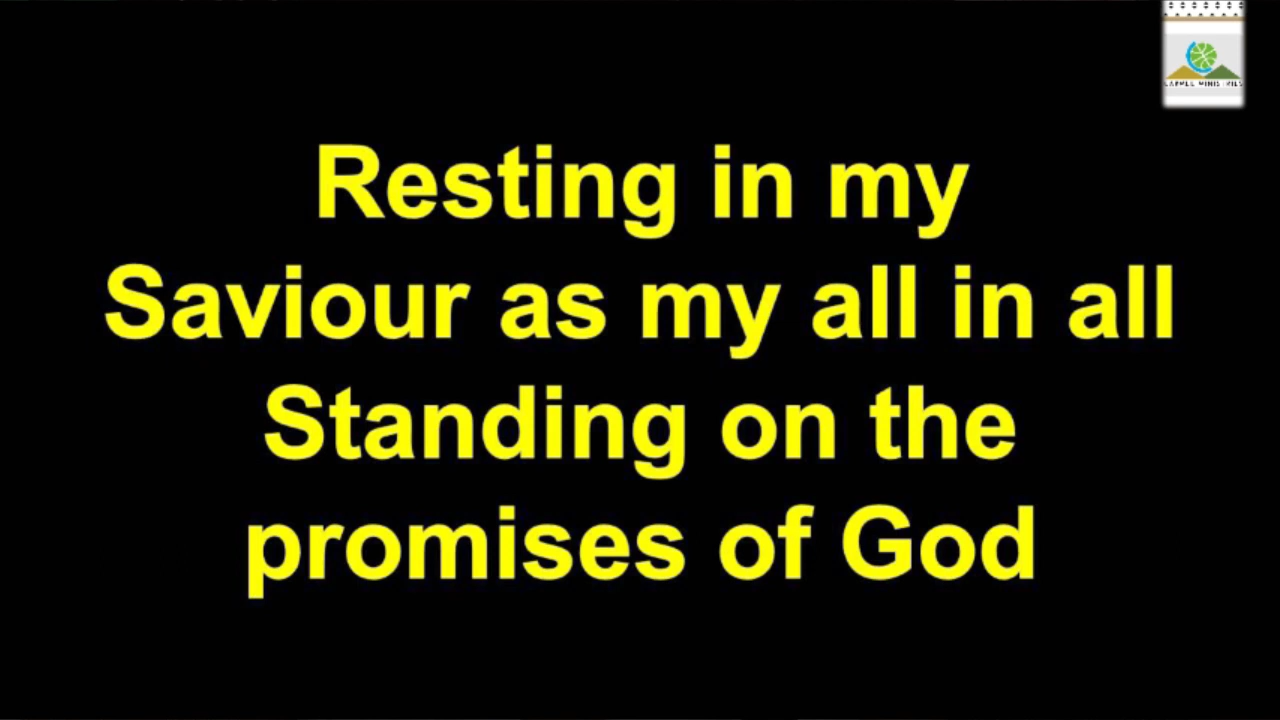 Resting in my
Saviour as my all in all
Standing on the
promises of God